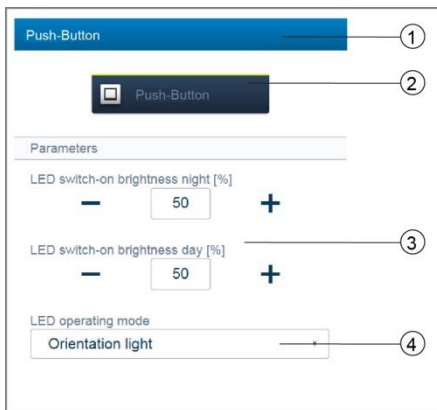 Push-Button
1
2
Push-Button
Parameters
LED switch-on brightness night [%]
50
3
LED switch-on brightness day [%]
50
LED operating mode
Orientation light
4